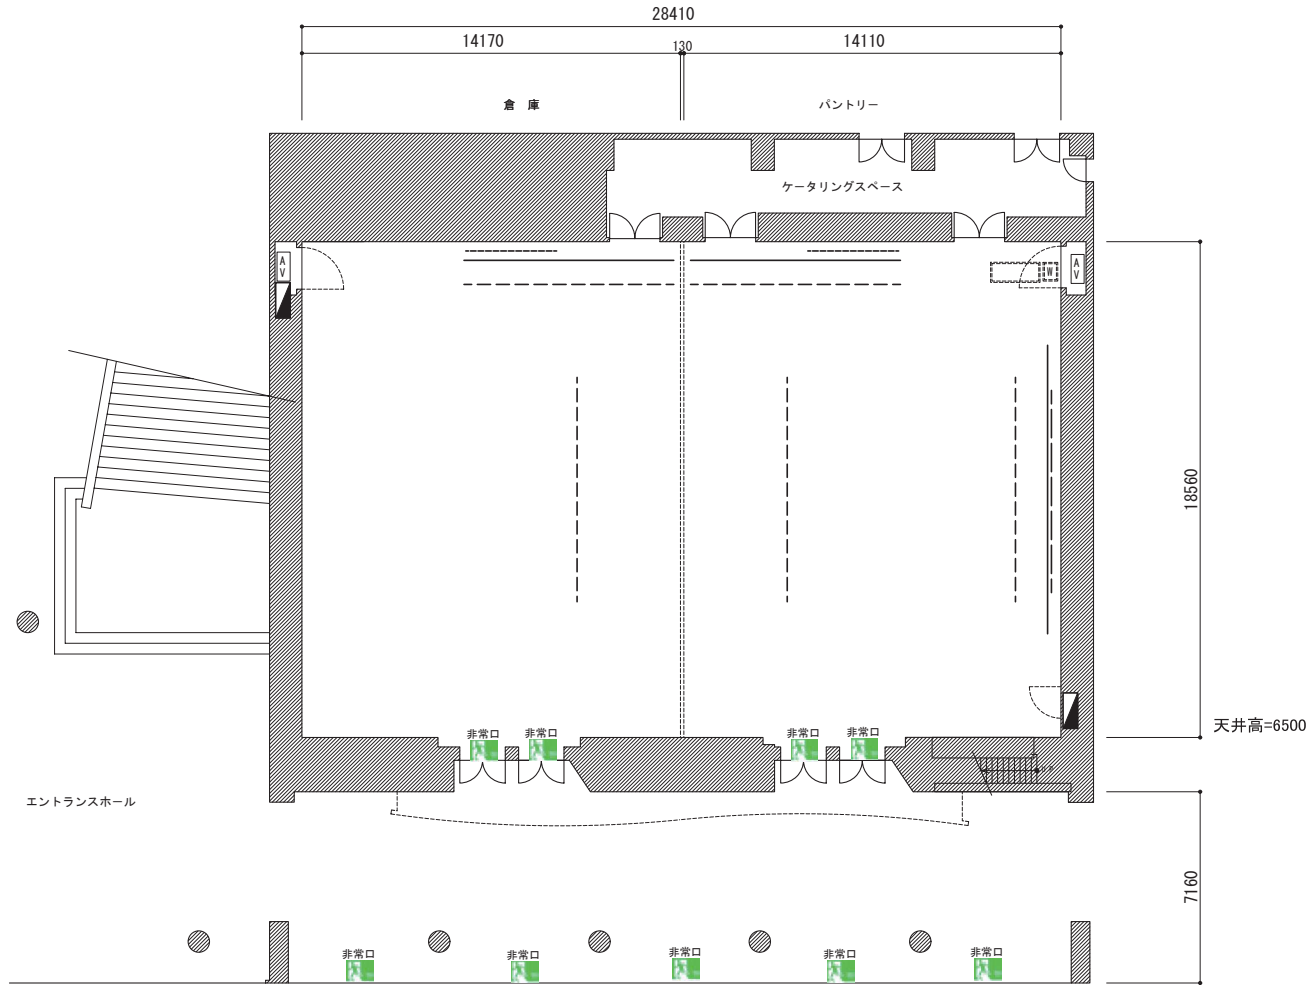 28410
14170
130
14110
倉 庫
パントリー
ケータリングスペース
AV
W
AV
18560
非常口
非常口
非常口
非常口
天井高=6500
UP
エントランスホール
7160
非常口
非常口
非常口
非常口
非常口